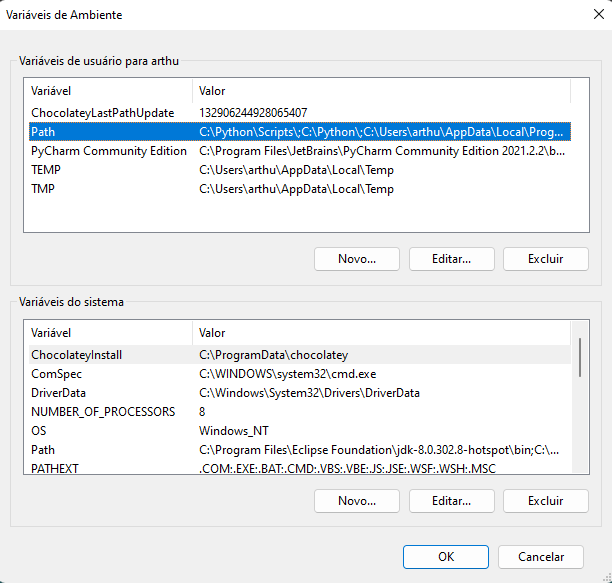 Variáveis de Ambiente
Variáveis de usuário para arthu
Variável Valor
ChocolateyLastPathUpdate 132906244928065407
Path C:\Python\Scripts\;C:\Python\;C:\Users\arthu\AppData\Local\Prog...
PyCharm Community Edition C:\Program Files\JetBrains\PyCharm Community Edition 2021.2.2\b...
TEMP C:\Users\arthu\AppData\Local\Temp
TMP C:\Users\arthu\AppData\Local\Temp
Novo... Editar... Excluir
Variáveis do sistema
Variável Valor
ChocolateyInstall C:\ProgramData\chocolatey
ComSpec C:\WINDOWS\system32\cmd.exe
DriverData C:\Windows\System32\Drivers\DriverData
NUMBER_OF_PROCESSORS 8
OS Windows_NT
Path C:\Program Files\Eclipse Foundation\jdk-8.0.302.8-hotspot\bin;C:\...
PATHEXT .COM;.EXE;.BAT;.CMD;.VBS;.VBE;.JS;.JSE;.WSF;.WSH;.MSC
Novo... Editar... Excluir
OK Cancelar